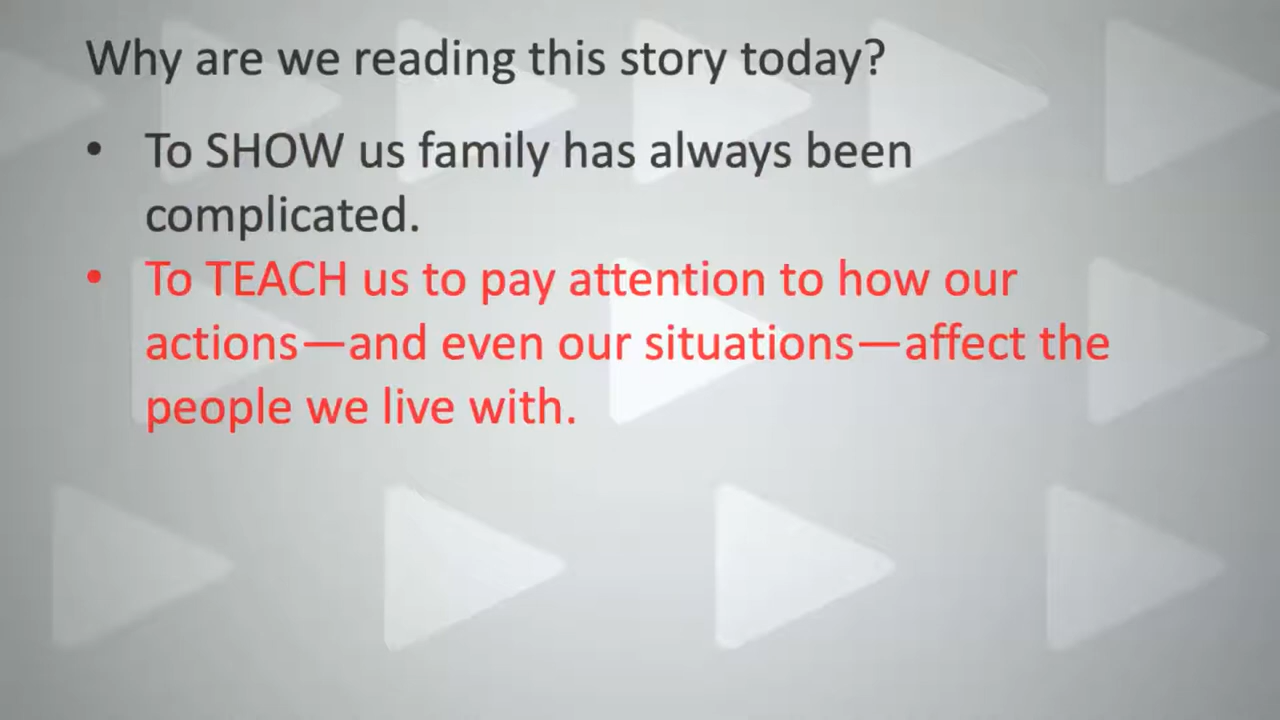 Why are we reading this story today?
• To SHOW us family has always been
complicated.
• To TEACH us to pay attention to how our
actions—and even our situations—affect the
people we live with.